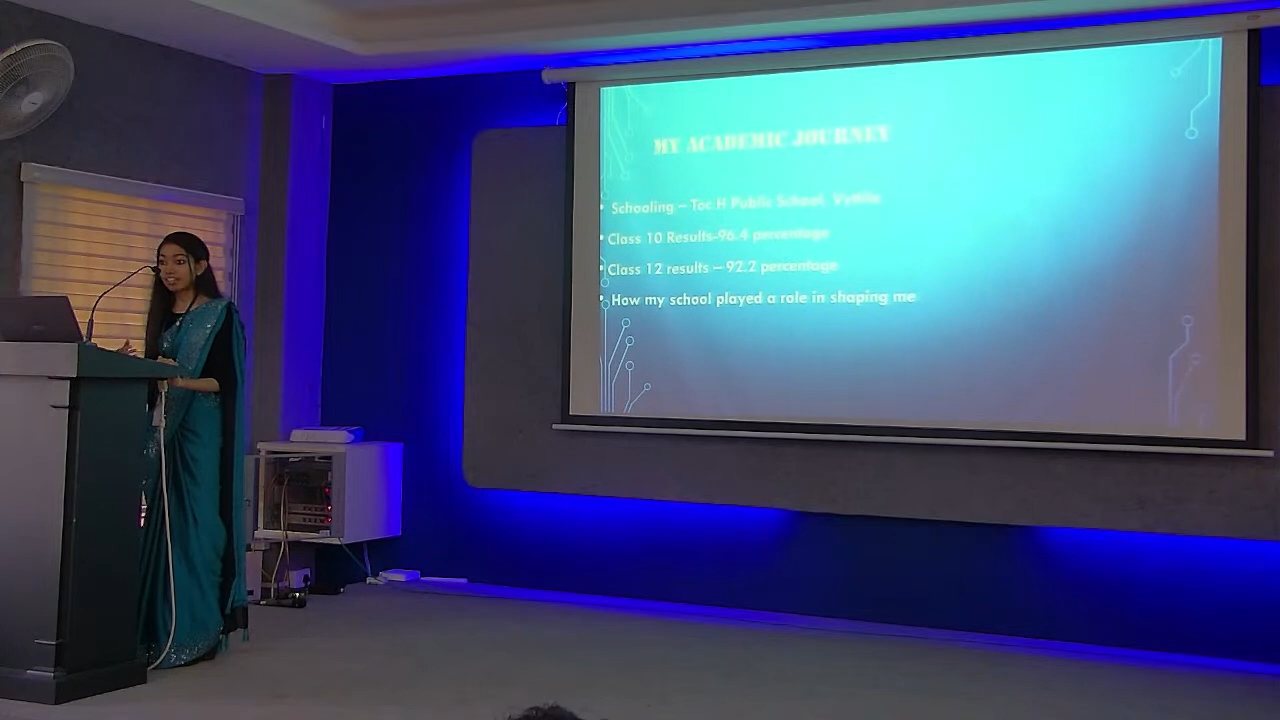 MY ACADEMIC JOURNEY
• Schooling – Toc H Public School, Vyttila
• Class 10 Results-96.4 percentage
• Class 12 results – 92.2 percentage
• How my school played a role in shaping me